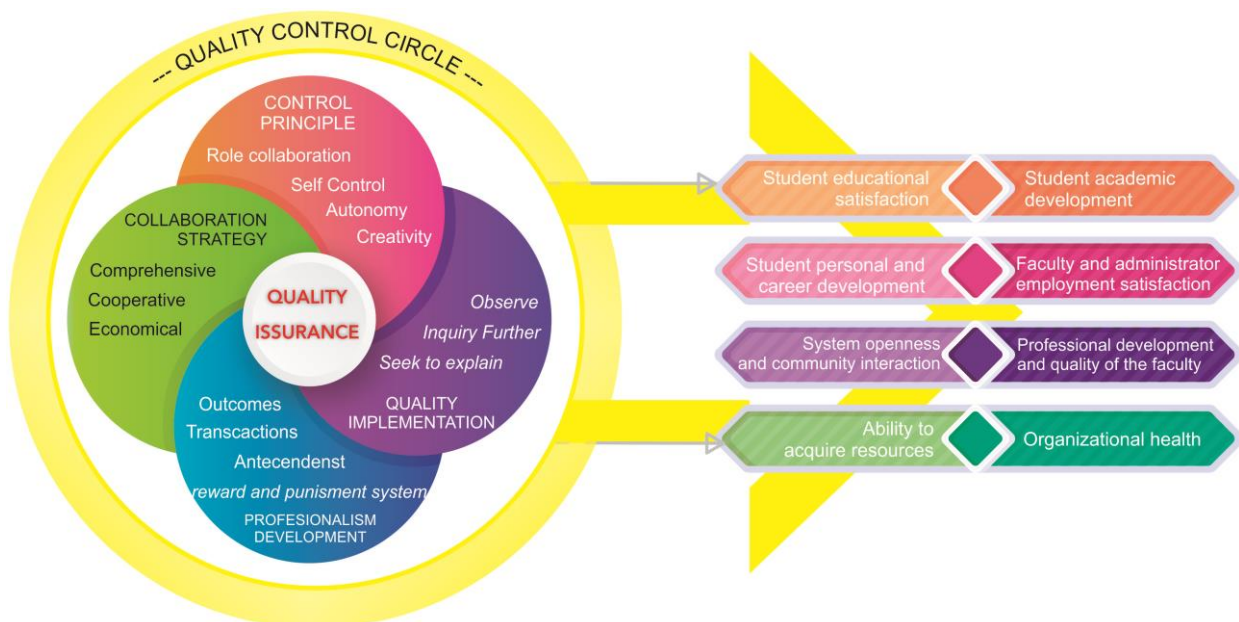 --- QUALITY CONTROL CIRCLE ---
CONTROL
PRINCIPLE
Role collaboration
Self Control
Autonomy
Creativity
COLLABORATION
STRATEGY
Comprehensive
Cooperative
Economical
QUALITY
ISSURANCE
Observe
Inquiry Further
Seek to explain
QUALITY
IMPLEMENTATION
Outcomes
Transcactions
Antecendenst
reward and punisment system
PROFESIONALISM
DEVELOPMENT
Student educational
satisfaction
Student academic
development
Student personal and
career development
Faculty and administrator
employment satisfaction
System openness
and community interaction
Professional development
and quality of the faculty
Ability to
acquire resources
Organizational health